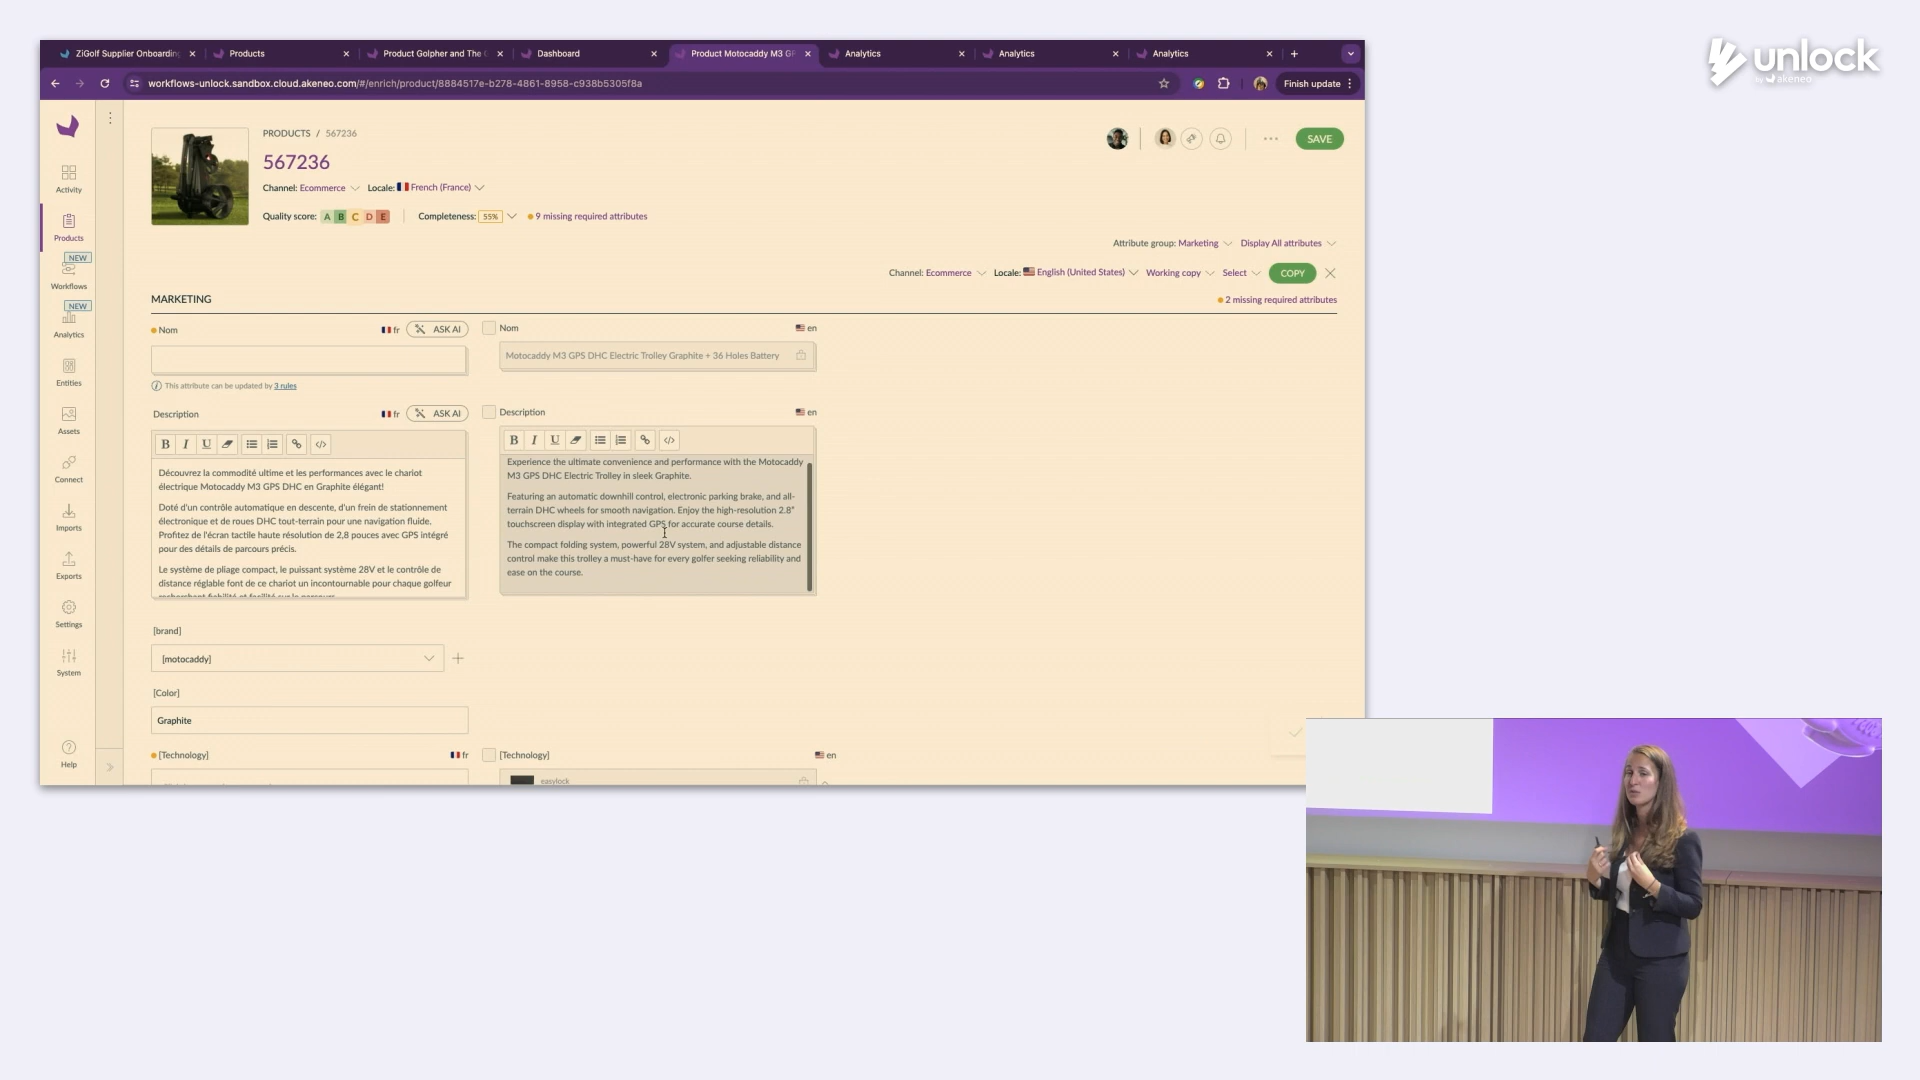 ZiGolf Supplier Onboardin
Products
Product Golpher and The
Dashboard
Product Motocaddy M3 GP
Analytics
Analytics
Analytics
workflows-unlock.sandbox.cloud.akeneo.com/#/enrich/product/8884517e-b278-4861-8958-c938b5305f8a
Finish update
unlock
by akeneo
Activity
Products
NEW
Workflows
NEW
Analytics
Entities
Assets
Connect
Imports
Exports
Settings
System
Help
PRODUCTS / 567236
567236
Channel: Ecommerce Locale: French (France)
Quality score: A B C D E Completeness: 55% 9 missing required attributes
SAVE
Attribute group: Marketing Display All attributes
Channel: Ecommerce Locale: English (United States) Working copy Select COPY
MARKETING
2 missing required attributes
Nom fr ASK AI
This attribute can be updated by 3 rules
Nom en
Motocaddy M3 GPS DHC Electric Trolley Graphite + 36 Holes Battery
Description fr ASK AI
B I U
Découvrez la commodité ultime et les performances avec le chariot
électrique Motocaddy M3 GPS DHC en Graphite élégant!
Doté d'un contrôle automatique en descente, d'un frein de stationnement
électronique et de roues DHC tout-terrain pour une navigation fluide.
Profitez de l'écran tactile haute résolution de 2,8 pouces avec GPS intégré
pour des détails de parcours précis.
Le système de pliage compact, le puissant système 28V et le contrôle de
distance réglable font de ce chariot un incontournable pour chaque golfeur
recherchant fiabilité et facilité sur le parcours.
Description en
B I U
Experience the ultimate convenience and performance with the Motocaddy
M3 GPS DHC Electric Trolley in sleek Graphite.
Featuring an automatic downhill control, electronic parking brake, and all-
terrain DHC wheels for smooth navigation. Enjoy the high-resolution 2.8"
touchscreen display with integrated GPS for accurate course details.
The compact folding system, powerful 28V system, and adjustable distance
control make this trolley a must-have for every golfer seeking reliability and
ease on the course.
[brand]
[motocaddy]
[Color]
Graphite
[Technology] fr
[Technology] en
easylock